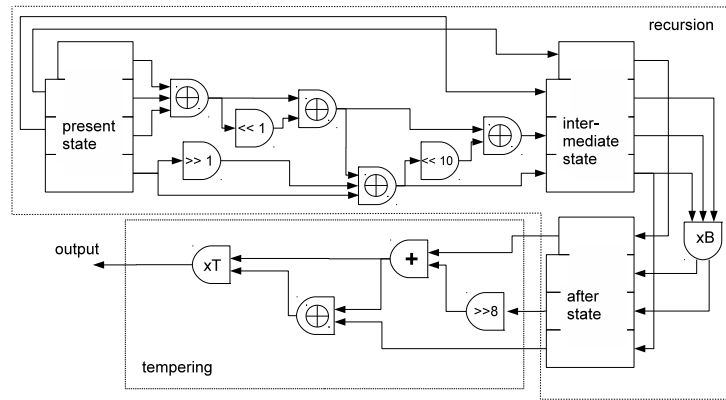 recursion
present
state
<< 1
>> 1
<< 10
inter-
mediate
state
xB
output
xT
+
>>8
after
state
tempering